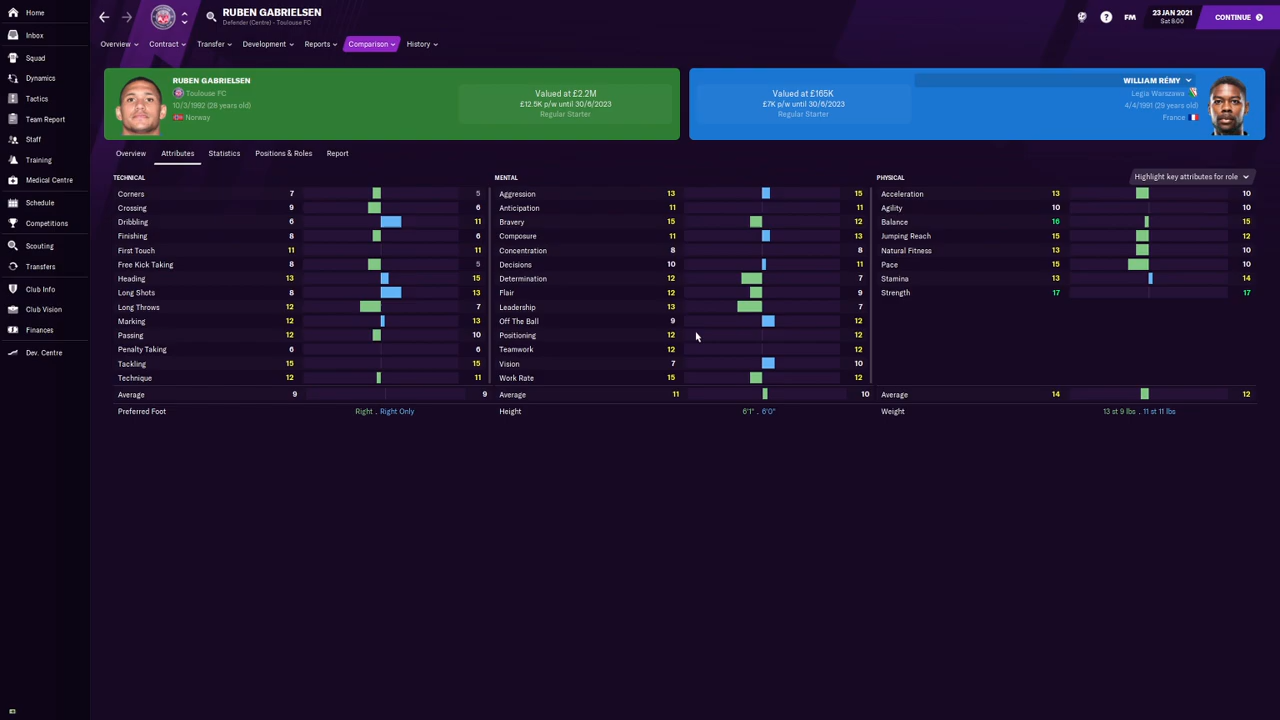 Home
Inbox
Squad
Dynamics
Tactics
Team Report
Staff
Training
Medical Centre
Schedule
Competitions
Scouting
Transfers
Club Info
Club Vision
Finances
Dev. Centre
RUBEN GABRIELSEN
Defender (Centre) - Toulouse FC
23 JAN 2021
Sat 8:00
FM
CONTINUE
Overview Contract Transfer Development Reports Comparison History
RUBEN GABRIELSEN
Toulouse FC
10/3/1992 (28 years old)
Norway
Valued at £2.2M
£12.5K p/w until 30/6/2023
Regular Starter
Valued at £165K
£7K p/w until 30/6/2023
Regular Starter
WILLIAM RÉMY
Legia Warszawa
4/4/1991 (29 years old)
France
Overview Attributes Statistics Positions & Roles Report
Highlight key attributes for role
TECHNICAL
Corners 7 5
Crossing 9 6
Dribbling 6 11
Finishing 8 6
First Touch 11 11
Free Kick Taking 8 5
Heading 13 15
Long Shots 8 13
Long Throws 12 7
Marking 12 13
Passing 12 10
Penalty Taking 6 6
Tackling 15 15
Technique 12 11
Average 9 9
Preferred Foot Right , Right Only
MENTAL
Aggression 13 15
Anticipation 11 11
Bravery 15 12
Composure 11 13
Concentration 8 8
Decisions 10 11
Determination 12 7
Flair 12 9
Leadership 13 7
Off The Ball 9 12
Positioning 12 12
Teamwork 12 12
Vision 7 10
Work Rate 15 12
Average 11 10
Height 6'1" , 6'0"
PHYSICAL
Acceleration 13 10
Agility 10 10
Balance 16 15
Jumping Reach 15 12
Natural Fitness 13 10
Pace 15 10
Stamina 13 14
Strength 17 17
Average 14 12
Weight 13 st 9 lbs , 11 st 11 lbs